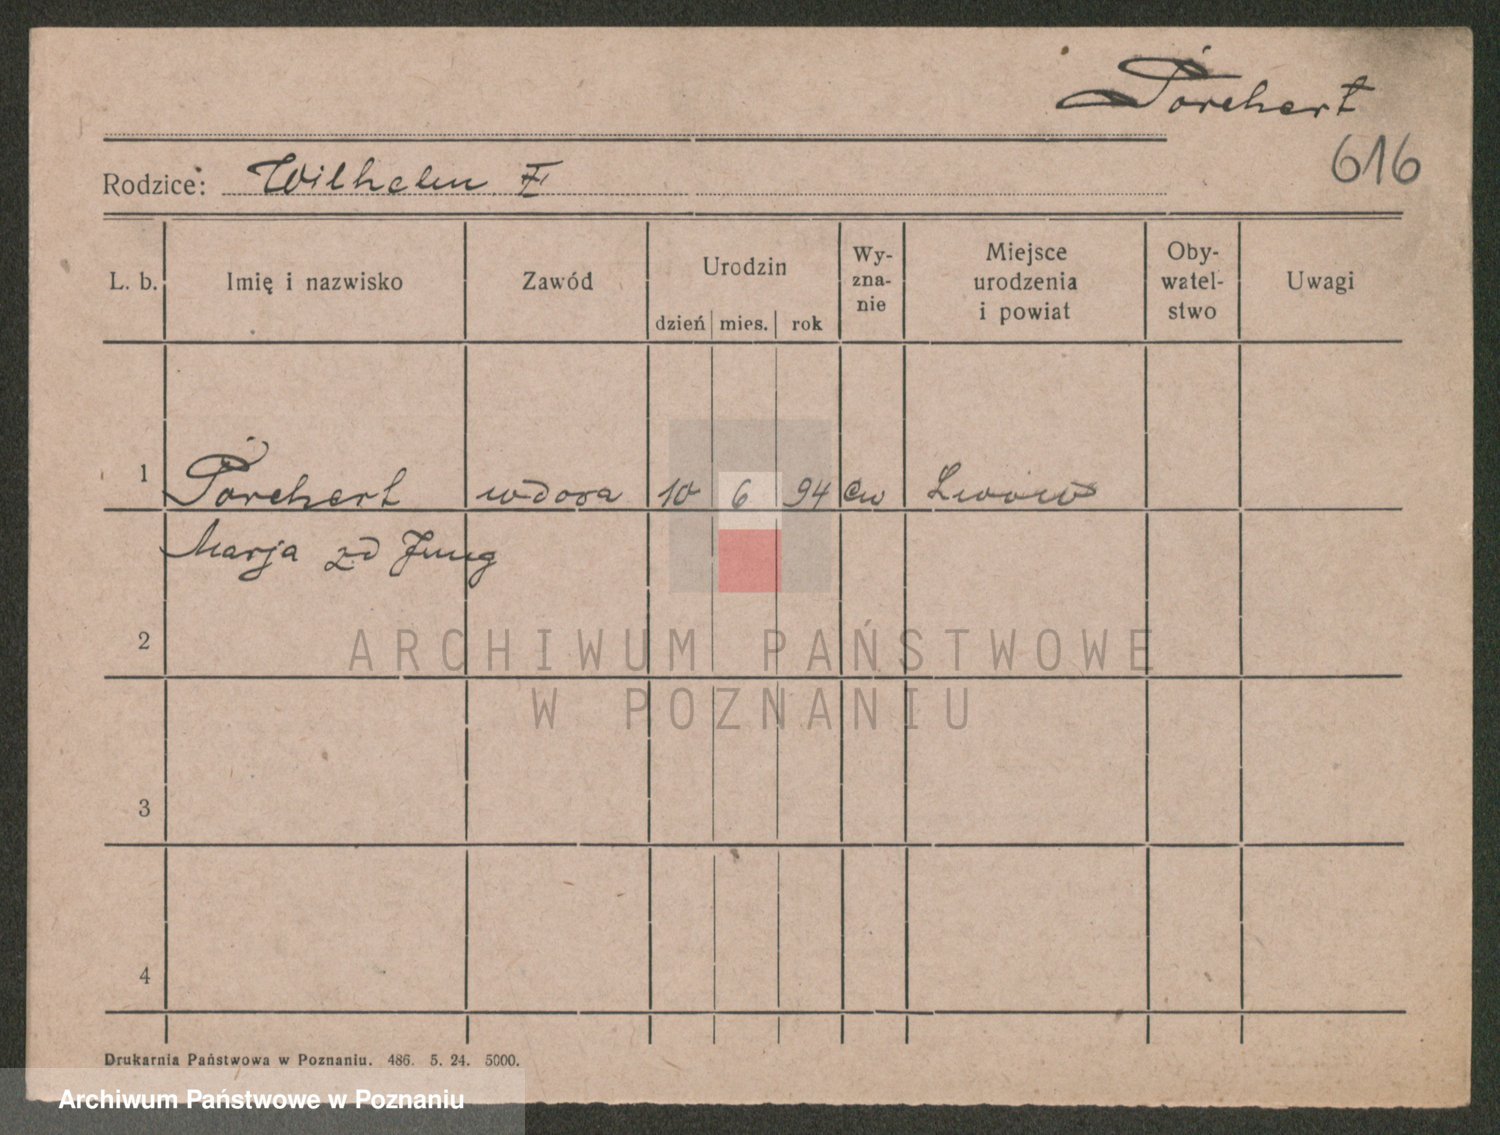 Porchert
616
Rodzice: Wilhelm
L. b.
Imię i nazwisko
Zawód
Urodzin
dzień
mies.
rok
Wy-
zna-
nie
Miejsce
urodzenia
i powiat
Oby-
watel-
stwo
Uwagi
1 Porchert wdowa 10 6 94 ew Lwów
Marja zd Jung
2
3
4
ARCHIWUM PAŃSTWOWE
W POZNANIU
Drukarnia Państwowa w Poznaniu. 486. 5. 24. 5000.
Archiwum Państwowe w Poznaniu